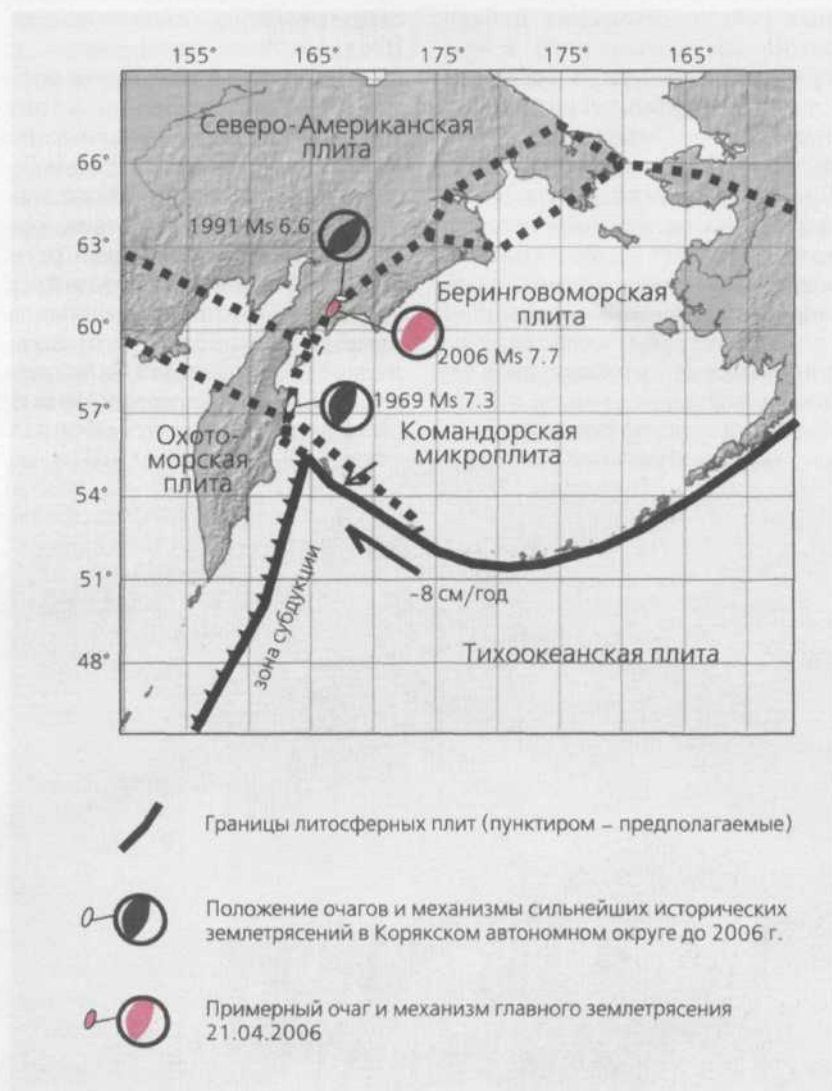 155° 165° 175° 175° 165°
Северо-Американская
плита
66°
1991 Ms 6.6
63°
Беринговоморская
плита
60°
2006 Ms 7.7
1969 Ms 7.3
57°
Охото-
морская
плита
Командорская
микроплита
54°
51°
~8 см/год
зона субдукции
48°
Тихоокеанская плита
Границы литосферных плит (пунктиром – предполагаемые)
Положение очагов и механизмы сильнейших исторических
землетрясений в Корякском автономном округе до 2006 г.
Примерный очаг и механизм главного землетрясения
21.04.2006